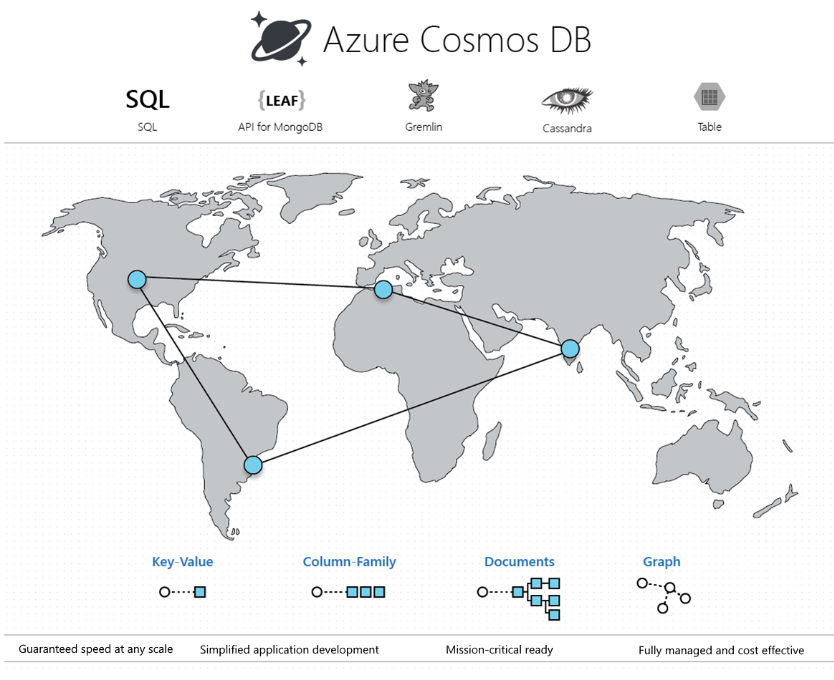 Azure Cosmos DB
SQL
{LEAF}
SQL
API for MongoDB
Gremlin
Cassandra
Table
Key-Value
Column-Family
Documents
Graph
Guaranteed speed at any scale
Simplified application development
Mission-critical ready
Fully managed and cost effective